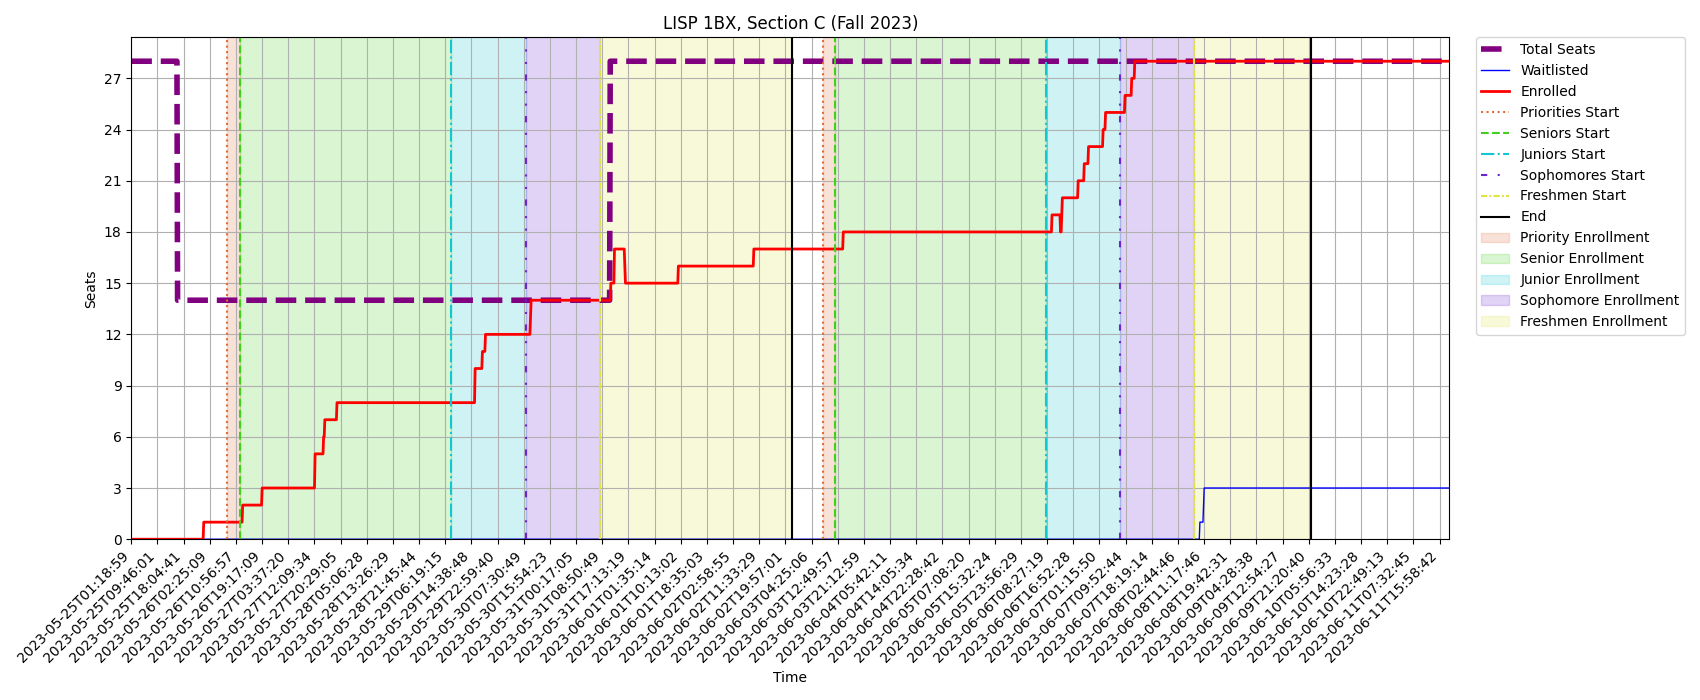 LISP 1BX, Section C (Fall 2023)
Total Seats
Waitlisted
Enrolled
Priorities Start
Seniors Start
Juniors Start
Sophomores Start
Freshmen Start
End
Priority Enrollment
Senior Enrollment
Junior Enrollment
Sophomore Enrollment
Freshmen Enrollment
Seats
27
24
21
18
15
12
9
6
3
0
2023-05-25T01:18:59
2023-05-25T09:46:01
2023-05-25T18:04:41
2023-05-26T02:25:09
2023-05-26T10:56:57
2023-05-26T19:17:09
2023-05-27T03:37:20
2023-05-27T12:09:34
2023-05-27T20:29:05
2023-05-28T05:06:28
2023-05-28T13:26:29
2023-05-28T21:45:44
2023-05-29T06:19:15
2023-05-29T14:38:48
2023-05-29T22:59:40
2023-05-30T07:30:49
2023-05-30T15:54:23
2023-05-31T00:17:05
2023-05-31T08:50:49
2023-05-31T17:13:19
2023-06-01T01:35:14
2023-06-01T10:13:02
2023-06-01T18:35:03
2023-06-02T02:58:55
2023-06-02T11:33:29
2023-06-02T19:57:01
2023-06-03T04:25:06
2023-06-03T12:49:57
2023-06-03T21:12:59
2023-06-04T05:42:11
2023-06-04T14:05:34
2023-06-04T22:28:42
2023-06-05T07:08:20
2023-06-05T15:32:24
2023-06-05T23:56:29
2023-06-06T08:27:19
2023-06-06T16:52:28
2023-06-07T01:15:50
2023-06-07T09:52:44
2023-06-07T18:19:14
2023-06-08T02:44:46
2023-06-08T11:17:46
2023-06-08T19:42:31
2023-06-09T04:28:38
2023-06-09T12:54:27
2023-06-09T21:20:40
2023-06-10T05:56:33
2023-06-10T14:23:28
2023-06-10T22:49:13
2023-06-11T07:32:45
2023-06-11T15:58:42
Time